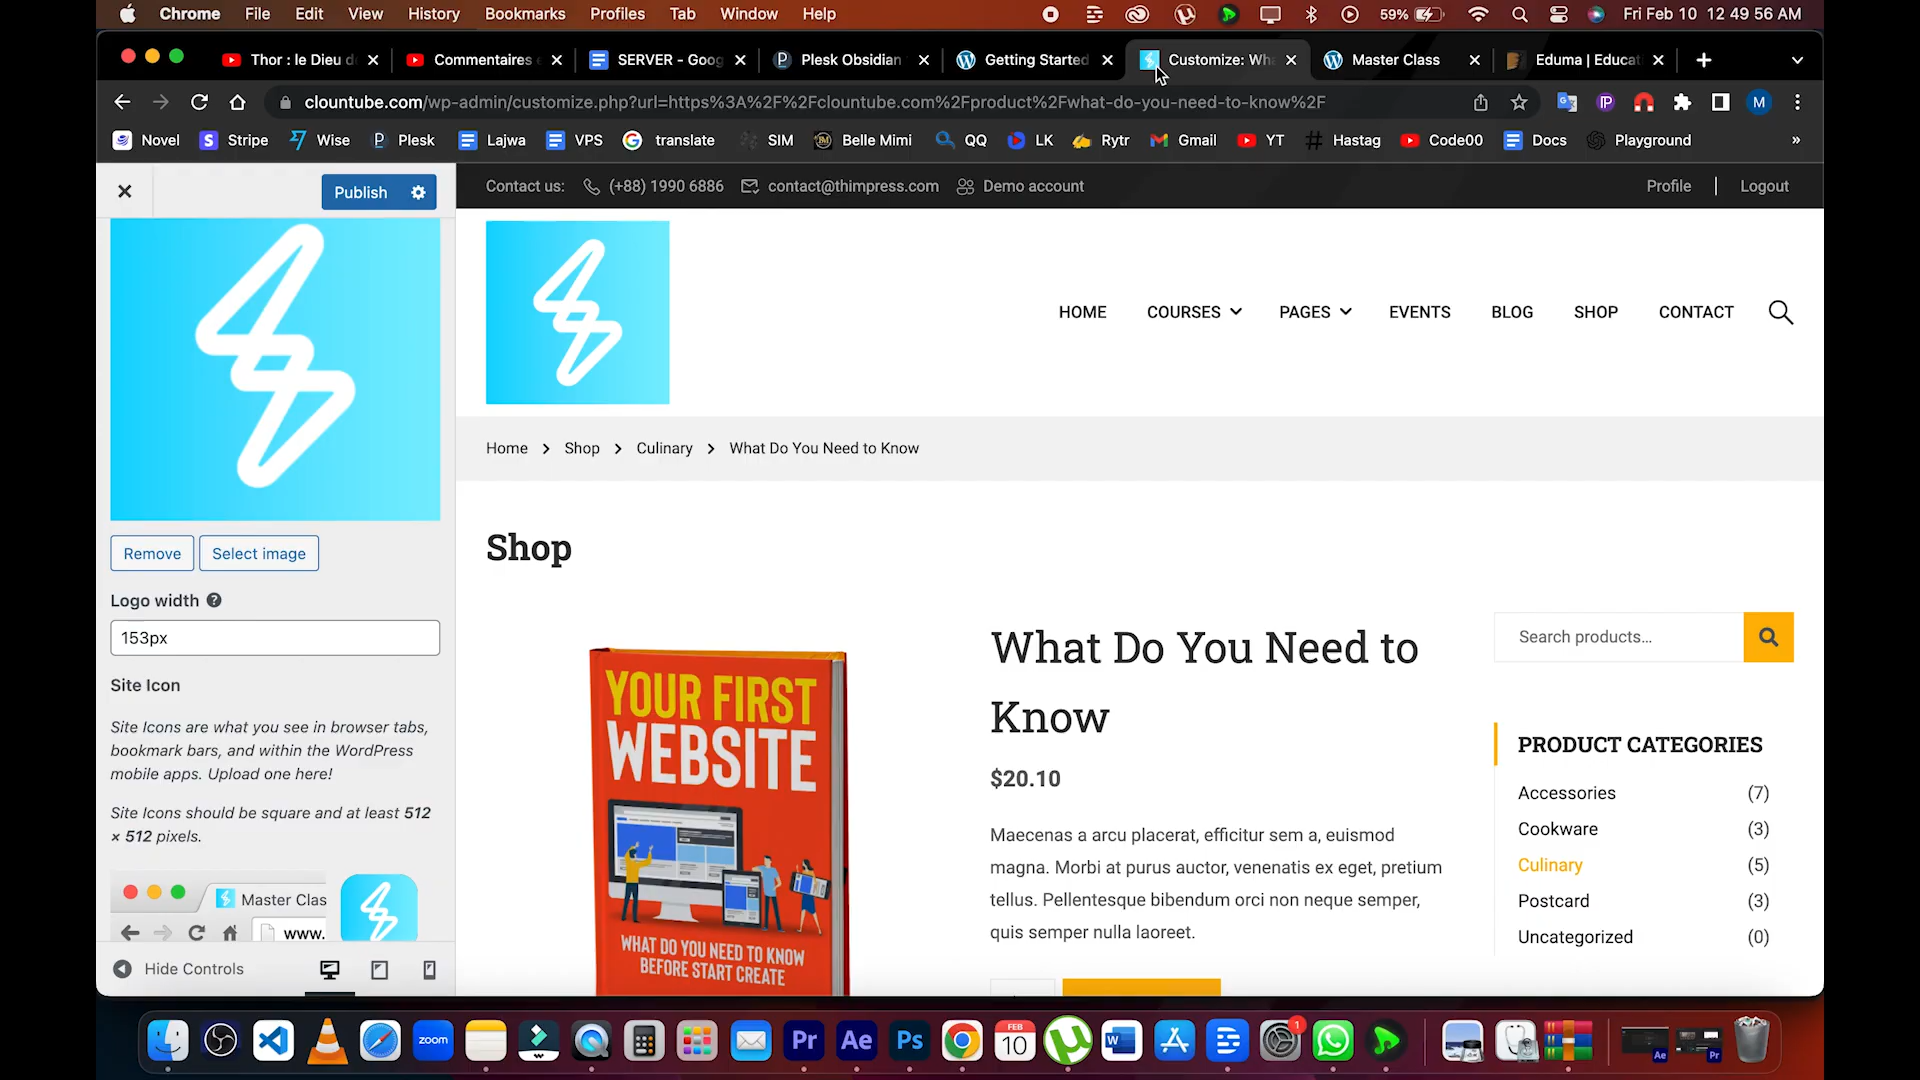 Chrome File Edit View History Bookmarks Profiles Tab Window Help 59% Fri Feb 10 12 49 56 AM
Thor : le Dieu d Commentaires SERVER - Goog Plesk Obsidian Getting Started Customize: Wh Master Class Eduma | Educat
clountube.com/wp-admin/customize.php?url=https%3A%2F%2Fclountube.com%2Fproduct%2Fwhat-do-you-need-to-know%2F
M
Novel Stripe Wise Plesk Lajwa VPS translate SIM Belle Mimi QQ LK Rytr Gmail YT Hastag Code00 Docs Playground »
Publish
Contact us: (+88) 1990 6886 contact@thimpress.com Demo account Profile | Logout
HOME COURSES PAGES EVENTS BLOG SHOP CONTACT
Home > Shop > Culinary > What Do You Need to Know
Remove Select image
Logo width
153px
Site Icon
Site Icons are what you see in browser tabs,
bookmark bars, and within the WordPress
mobile apps. Upload one here!
Site Icons should be square and at least 512
× 512 pixels.
Master Clas
www.
Hide Controls
Shop
YOUR FIRST
WEBSITE
WHAT DO YOU NEED TO KNOW
BEFORE START CREATE
What Do You Need to
Know
$20.10
Maecenas a arcu placerat, efficitur sem a, euismod
magna. Morbi at purus auctor, venenatis ex eget, pretium
tellus. Pellentesque bibendum orci non neque semper,
quis semper nulla laoreet.
Search products...
PRODUCT CATEGORIES
Accessories (7)
Cookware (3)
Culinary (5)
Postcard (3)
Uncategorized (0)
zoom Pr Ae Ps FEB 10 W 1 Ae Pr